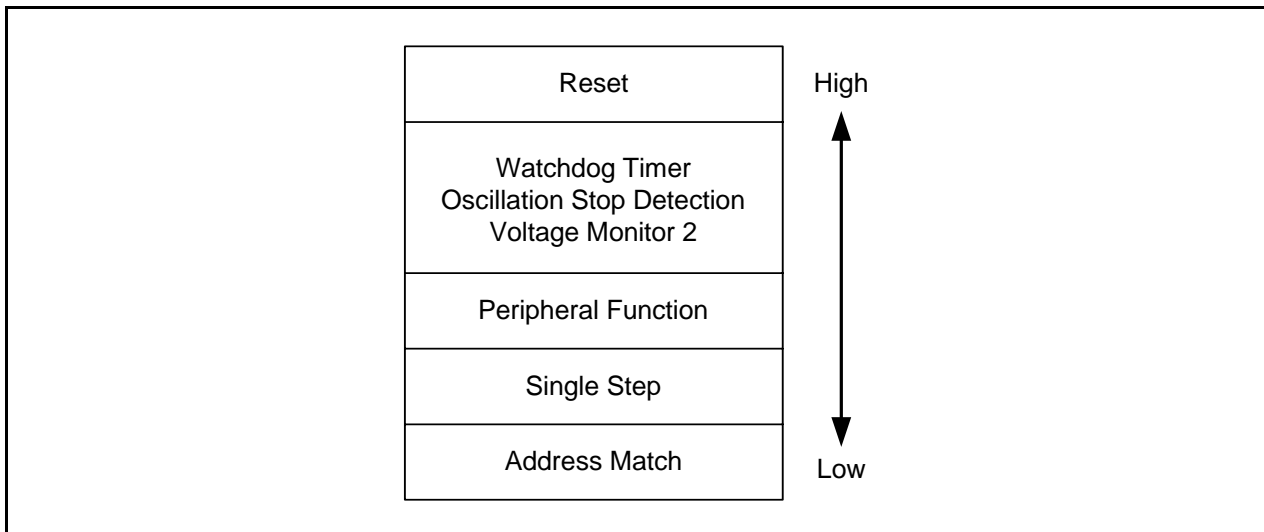 Reset
High
Watchdog Timer
Oscillation Stop Detection
Voltage Monitor 2
Peripheral Function
Single Step
Address Match
Low